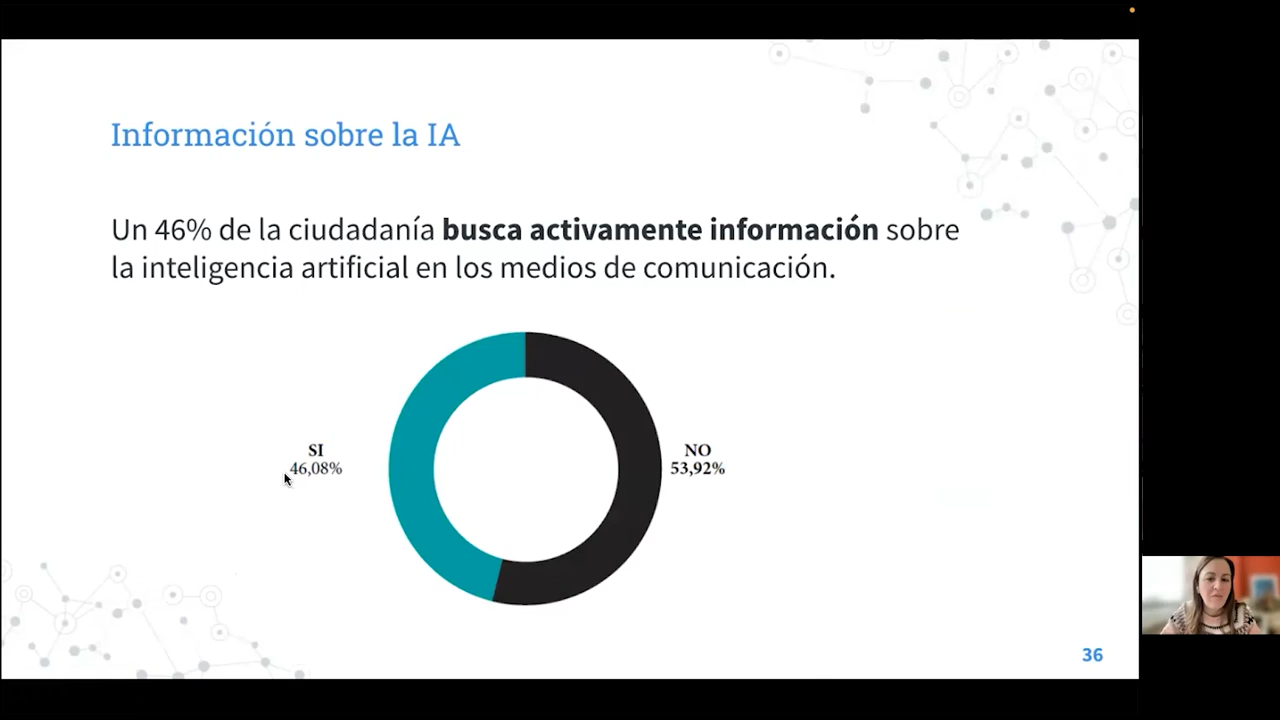 Información sobre la IA
Un 46% de la ciudadanía busca activamente información sobre
la inteligencia artificial en los medios de comunicación.
SI
46,08%
NO
53,92%
36